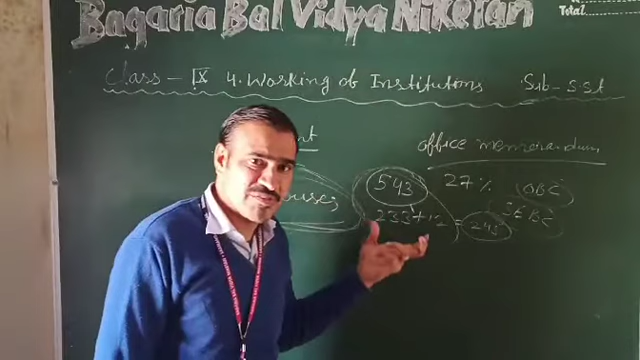 Bagaria Bal Vidya Niketan
Total
Class - IX 4. Working of Institutions Sub - S.St
office memorandum
543 27% OBC
233+12 = 245 SEBC